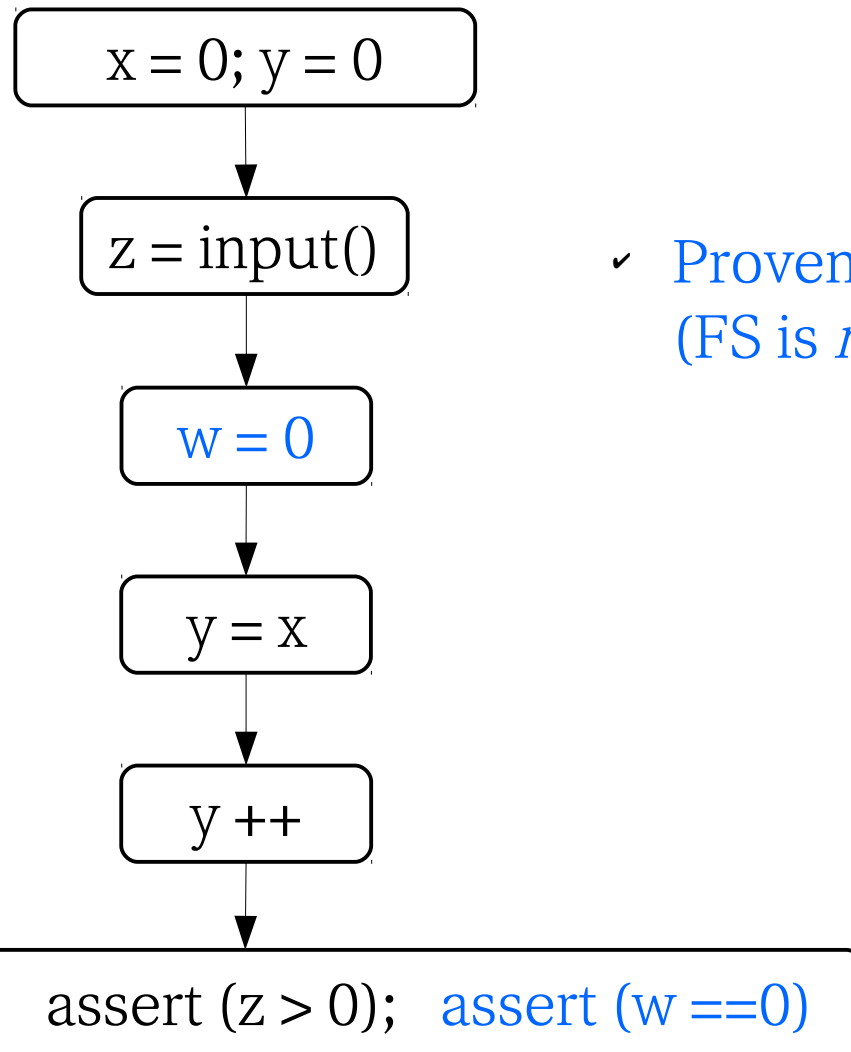 x = 0; y = 0
z = input()
✔ Proven
(FS is
w = 0
y = x
y ++
assert (z > 0); assert (w ==0)